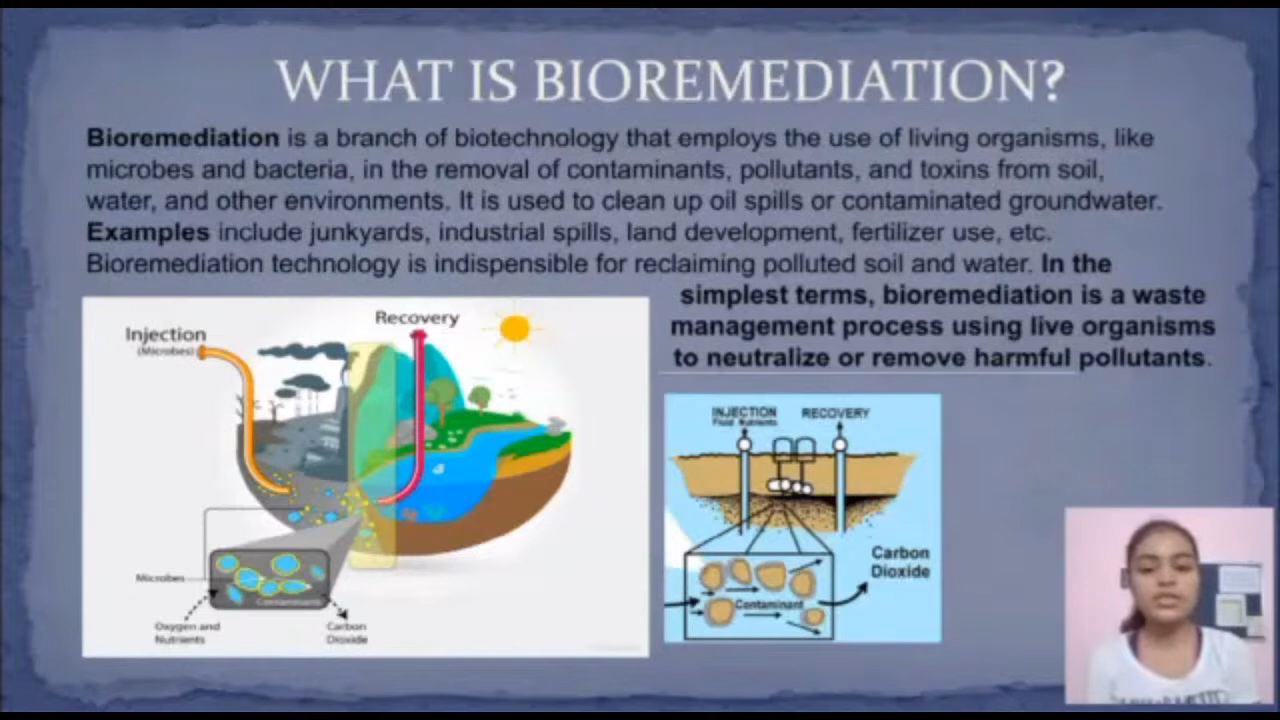 WHAT IS BIOREMEDIATION?
Bioremediation is a branch of biotechnology that employs the use of living organisms, like
microbes and bacteria, in the removal of contaminants, pollutants, and toxins from soil,
water, and other environments. It is used to clean up oil spills or contaminated groundwater.
Examples include junkyards, industrial spills, land development, fertilizer use, etc.
Bioremediation technology is indispensible for reclaiming polluted soil and water. In the
simplest terms, bioremediation is a waste
management process using live organisms
to neutralize or remove harmful pollutants.
Injection
(Microbes)
Recovery
Microbes
Contaminants
Oxygen and
Nutrients
Carbon
Dioxide
INJECTION
Fluid Nutrients
RECOVERY
Carbon
Dioxide
Contaminant